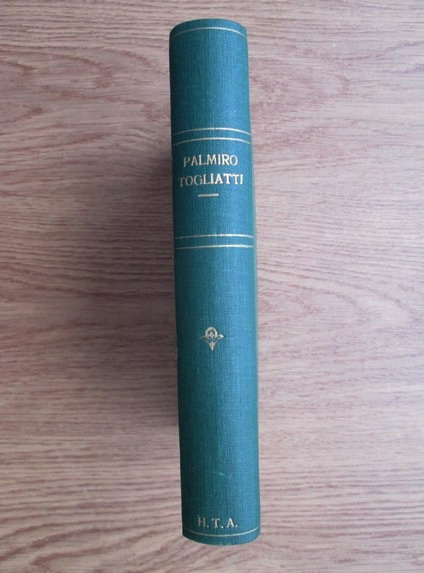 PALMIRO
TOGLIATTI
H. T. A.